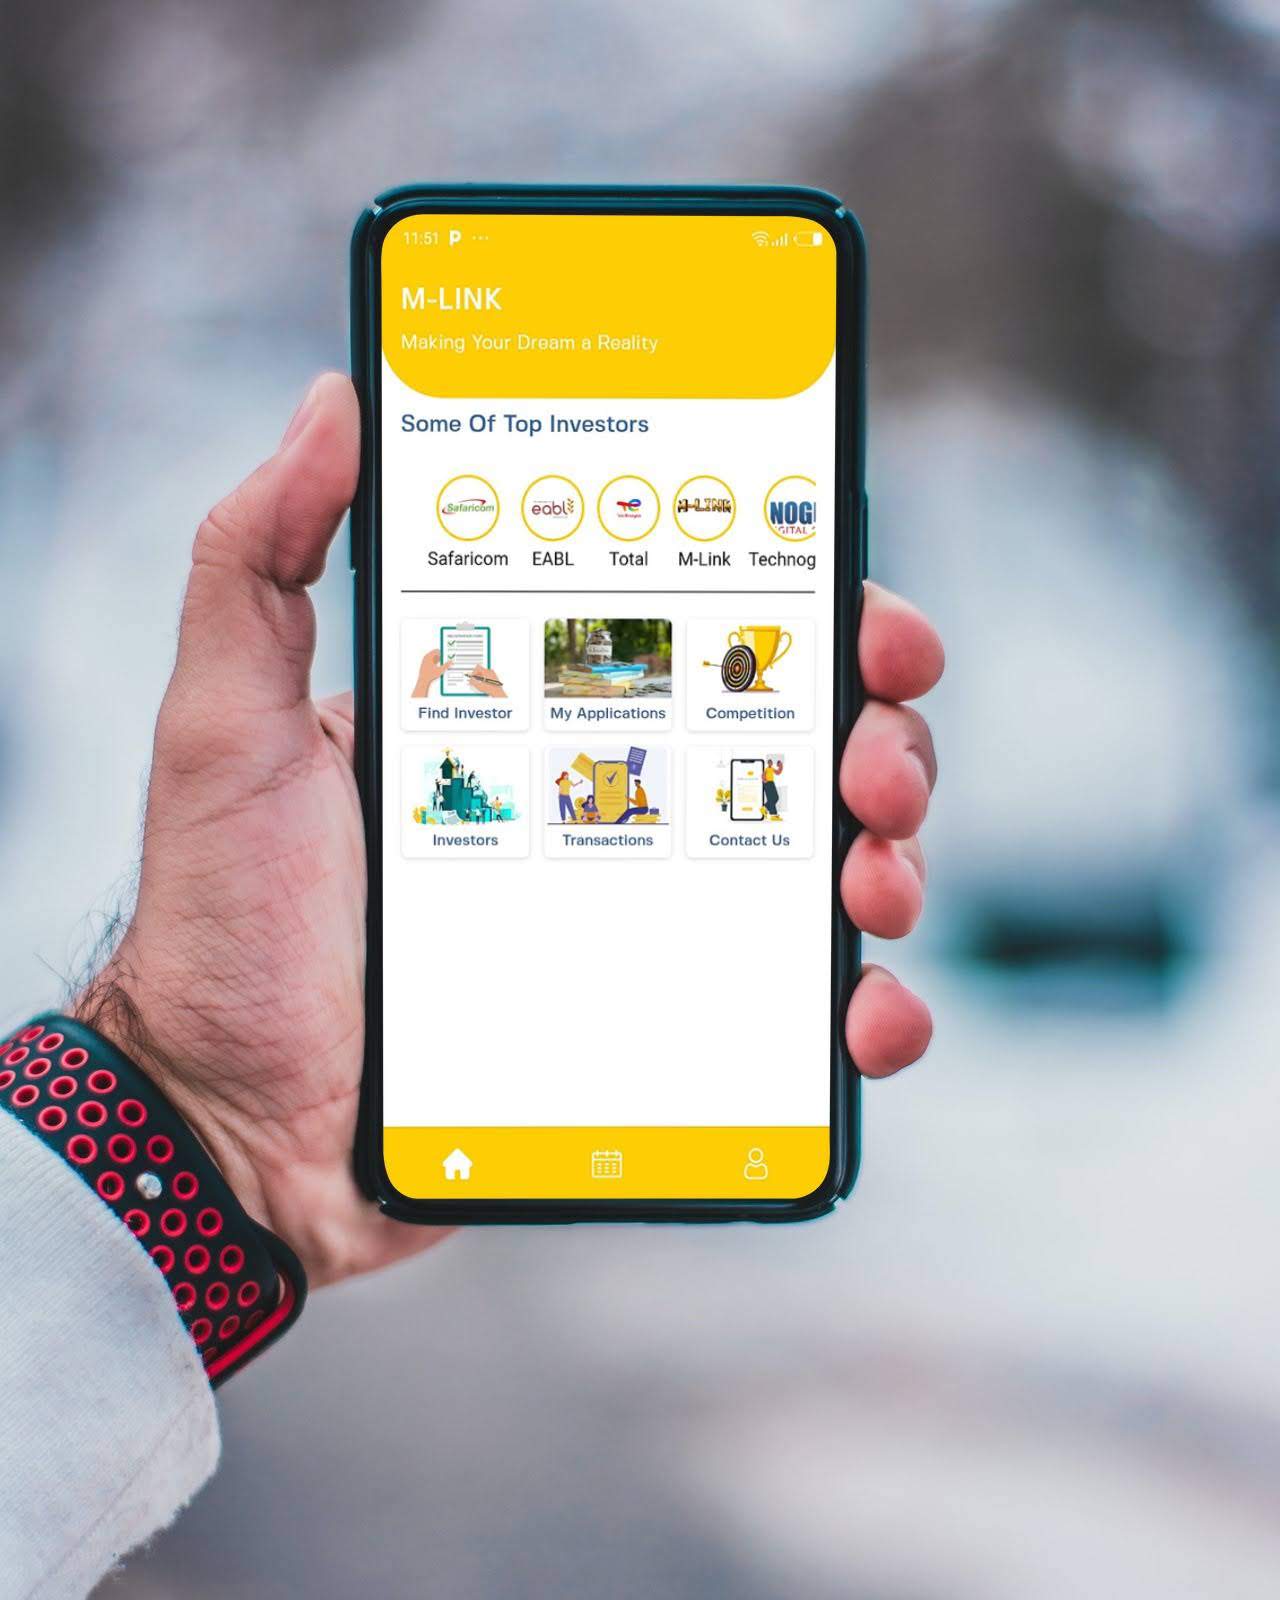 11:51 P ...
M-LINK
Making Your Dream a Reality
Some Of Top Investors
Safaricom eabl TotalEnergies M-LINK NOG
GITAL
Safaricom EABL Total M-Link Technog
Find Investor My Applications Competition
Investors Transactions Contact Us